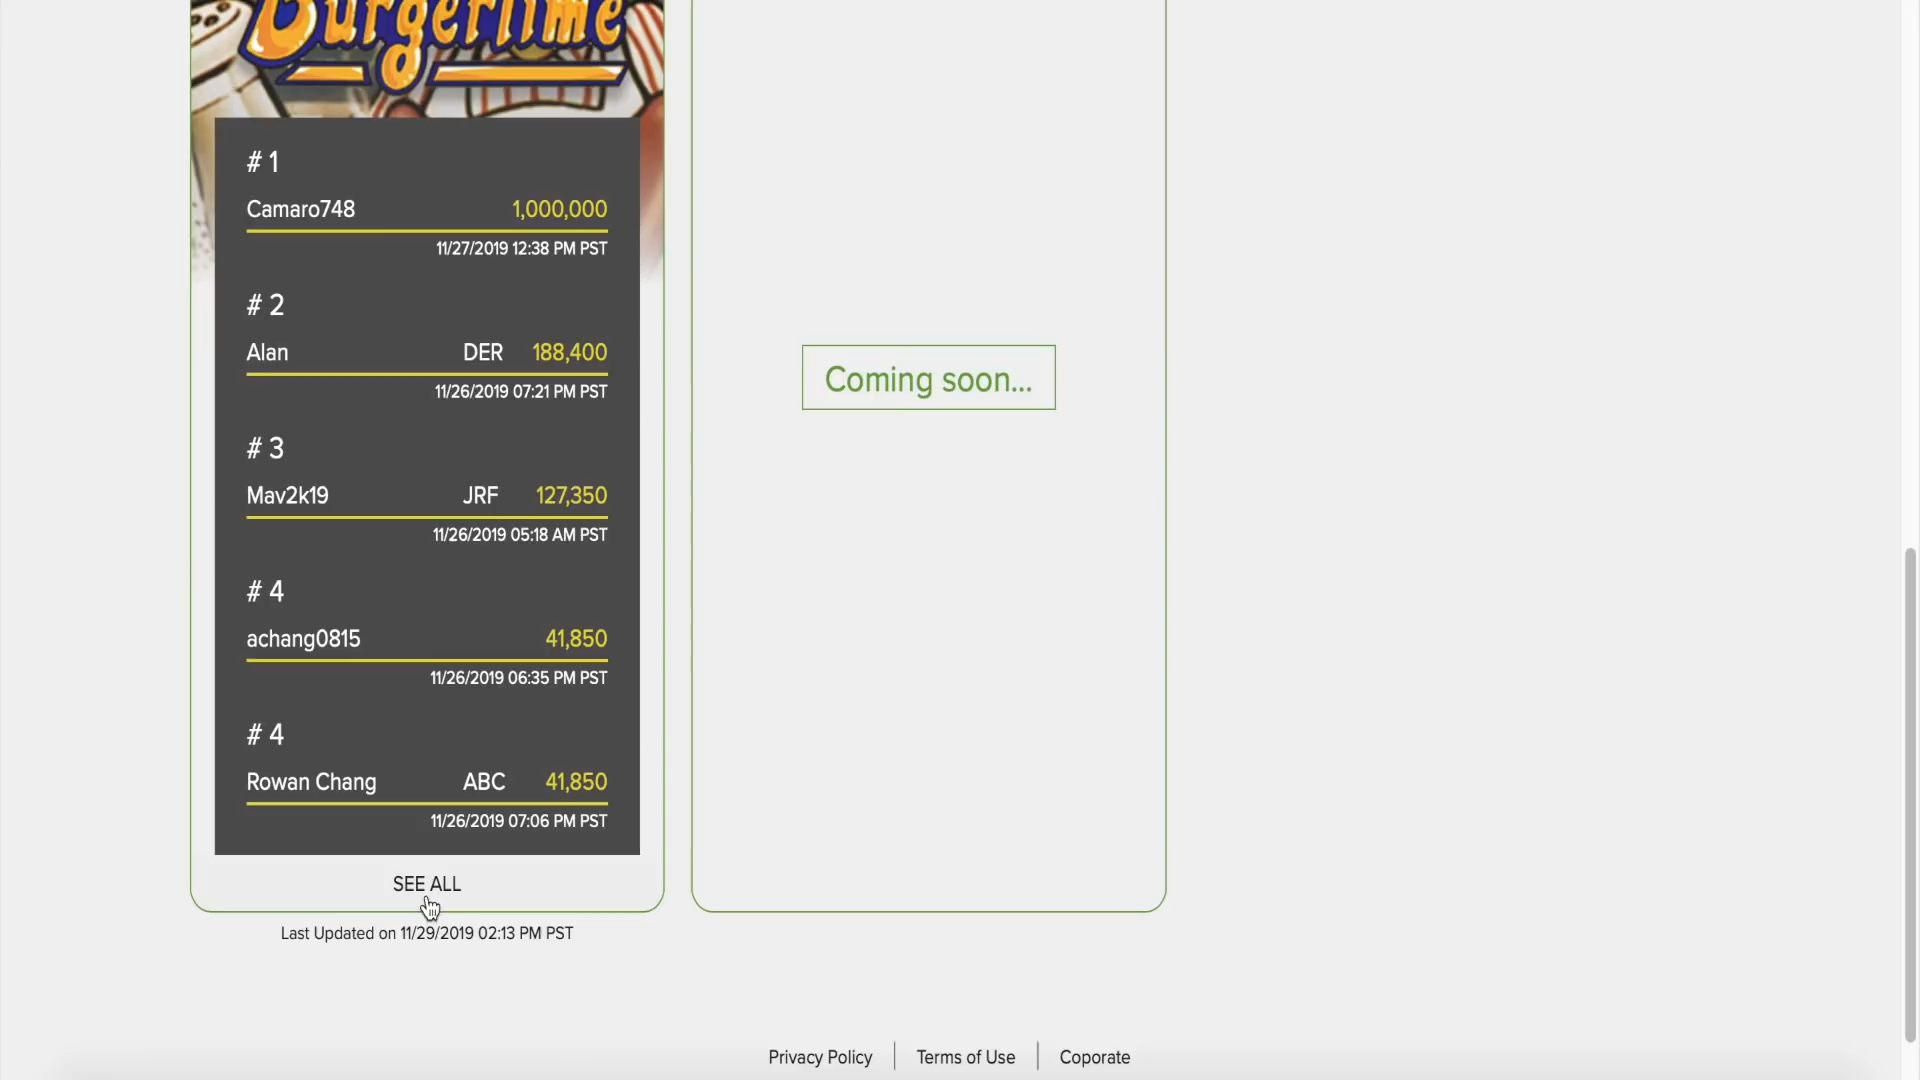 BurgerTime
# 1
Camaro748 1,000,000
11/27/2019 12:38 PM PST
# 2
Alan DER 188,400
11/26/2019 07:21 PM PST
# 3
Mav2k19 JRF 127,350
11/26/2019 05:18 AM PST
# 4
achang0815 41,850
11/26/2019 06:35 PM PST
# 4
Rowan Chang ABC 41,850
11/26/2019 07:06 PM PST
SEE ALL
Last Updated on 11/29/2019 02:13 PM PST
Coming soon...
Privacy Policy Terms of Use Coporate